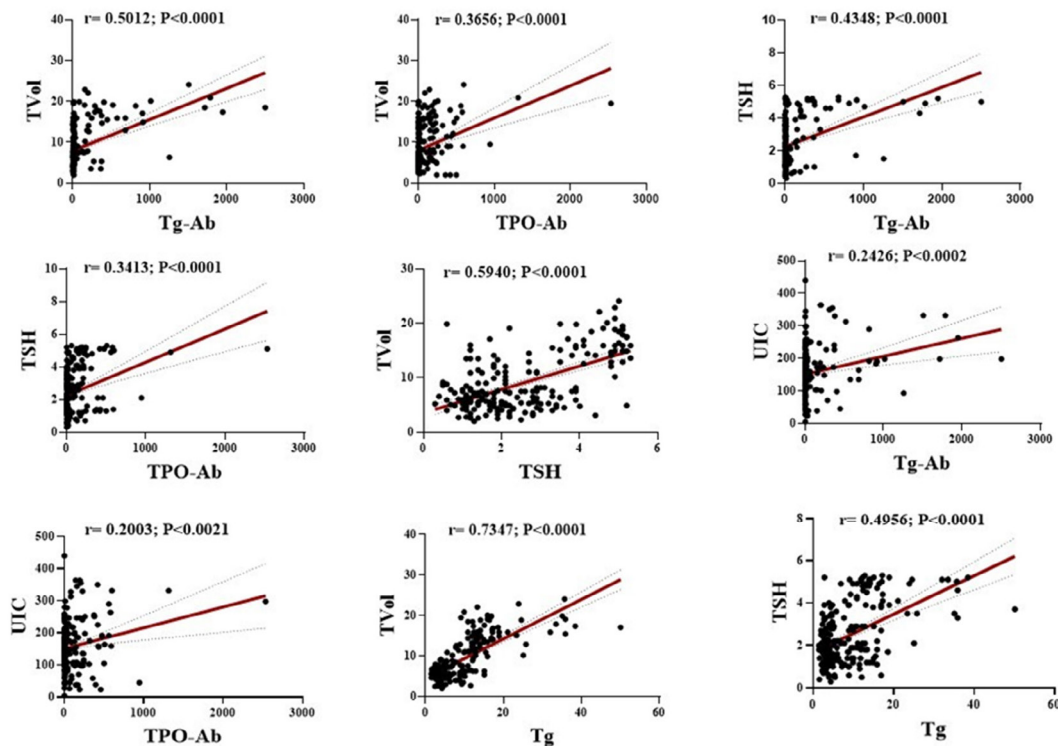 r= 0.5012; P<0.0001
40
30
20
10
0
TVol
0 1000 2000 3000
Tg-Ab
r= 0.3656; P<0.0001
40
30
20
10
0
TVol
0 1000 2000 3000
TPO-Ab
r= 0.4348; P<0.0001
10
8
6
4
2
0
TSH
0 1000 2000 3000
Tg-Ab
r= 0.3413; P<0.0001
10
8
6
4
2
0
TSH
0 1000 2000 3000
TPO-Ab
r= 0.5940; P<0.0001
30
20
10
0
TVol
0 2 4 6
TSH
r= 0.2426; P<0.0002
500
400
300
200
100
0
UIC
0 1000 2000 3000
Tg-Ab
r= 0.2003; P<0.0021
500
400
300
200
100
0
UIC
0 1000 2000 3000
TPO-Ab
r= 0.7347; P<0.0001
40
30
20
10
0
TVol
0 20 40 60
Tg
r= 0.4956; P<0.0001
8
6
4
2
0
TSH
0 20 40 60
Tg